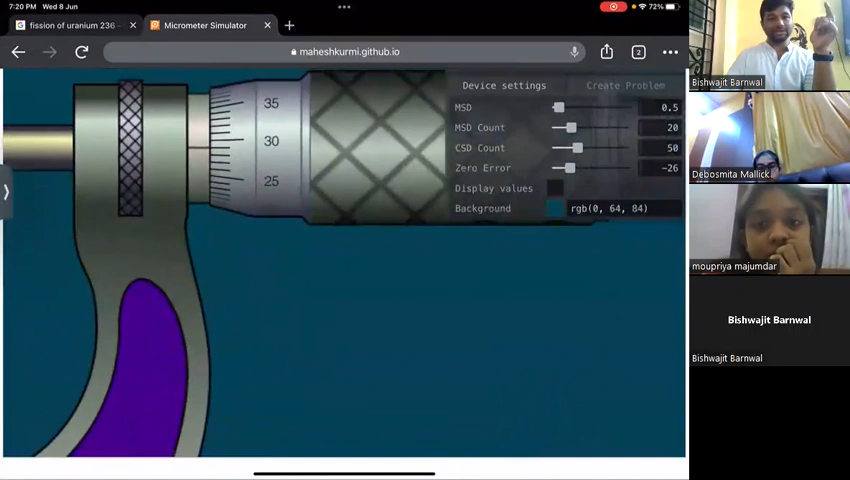 7:20 PM Wed 8 Jun
72%
fission of uranium 236 -
Micrometer Simulator
maheshkurmi.github.io
2
Device settings
Create Problem
MSD
0.5
MSD Count
20
CSD Count
50
Zero Error
-26
Display values
Background
rgb(0, 64, 84)
35
30
25
Bishwajit Barnwal
Debosmita Mallick
moupriya majumdar
Bishwajit Barnwal
Bishwajit Barnwal